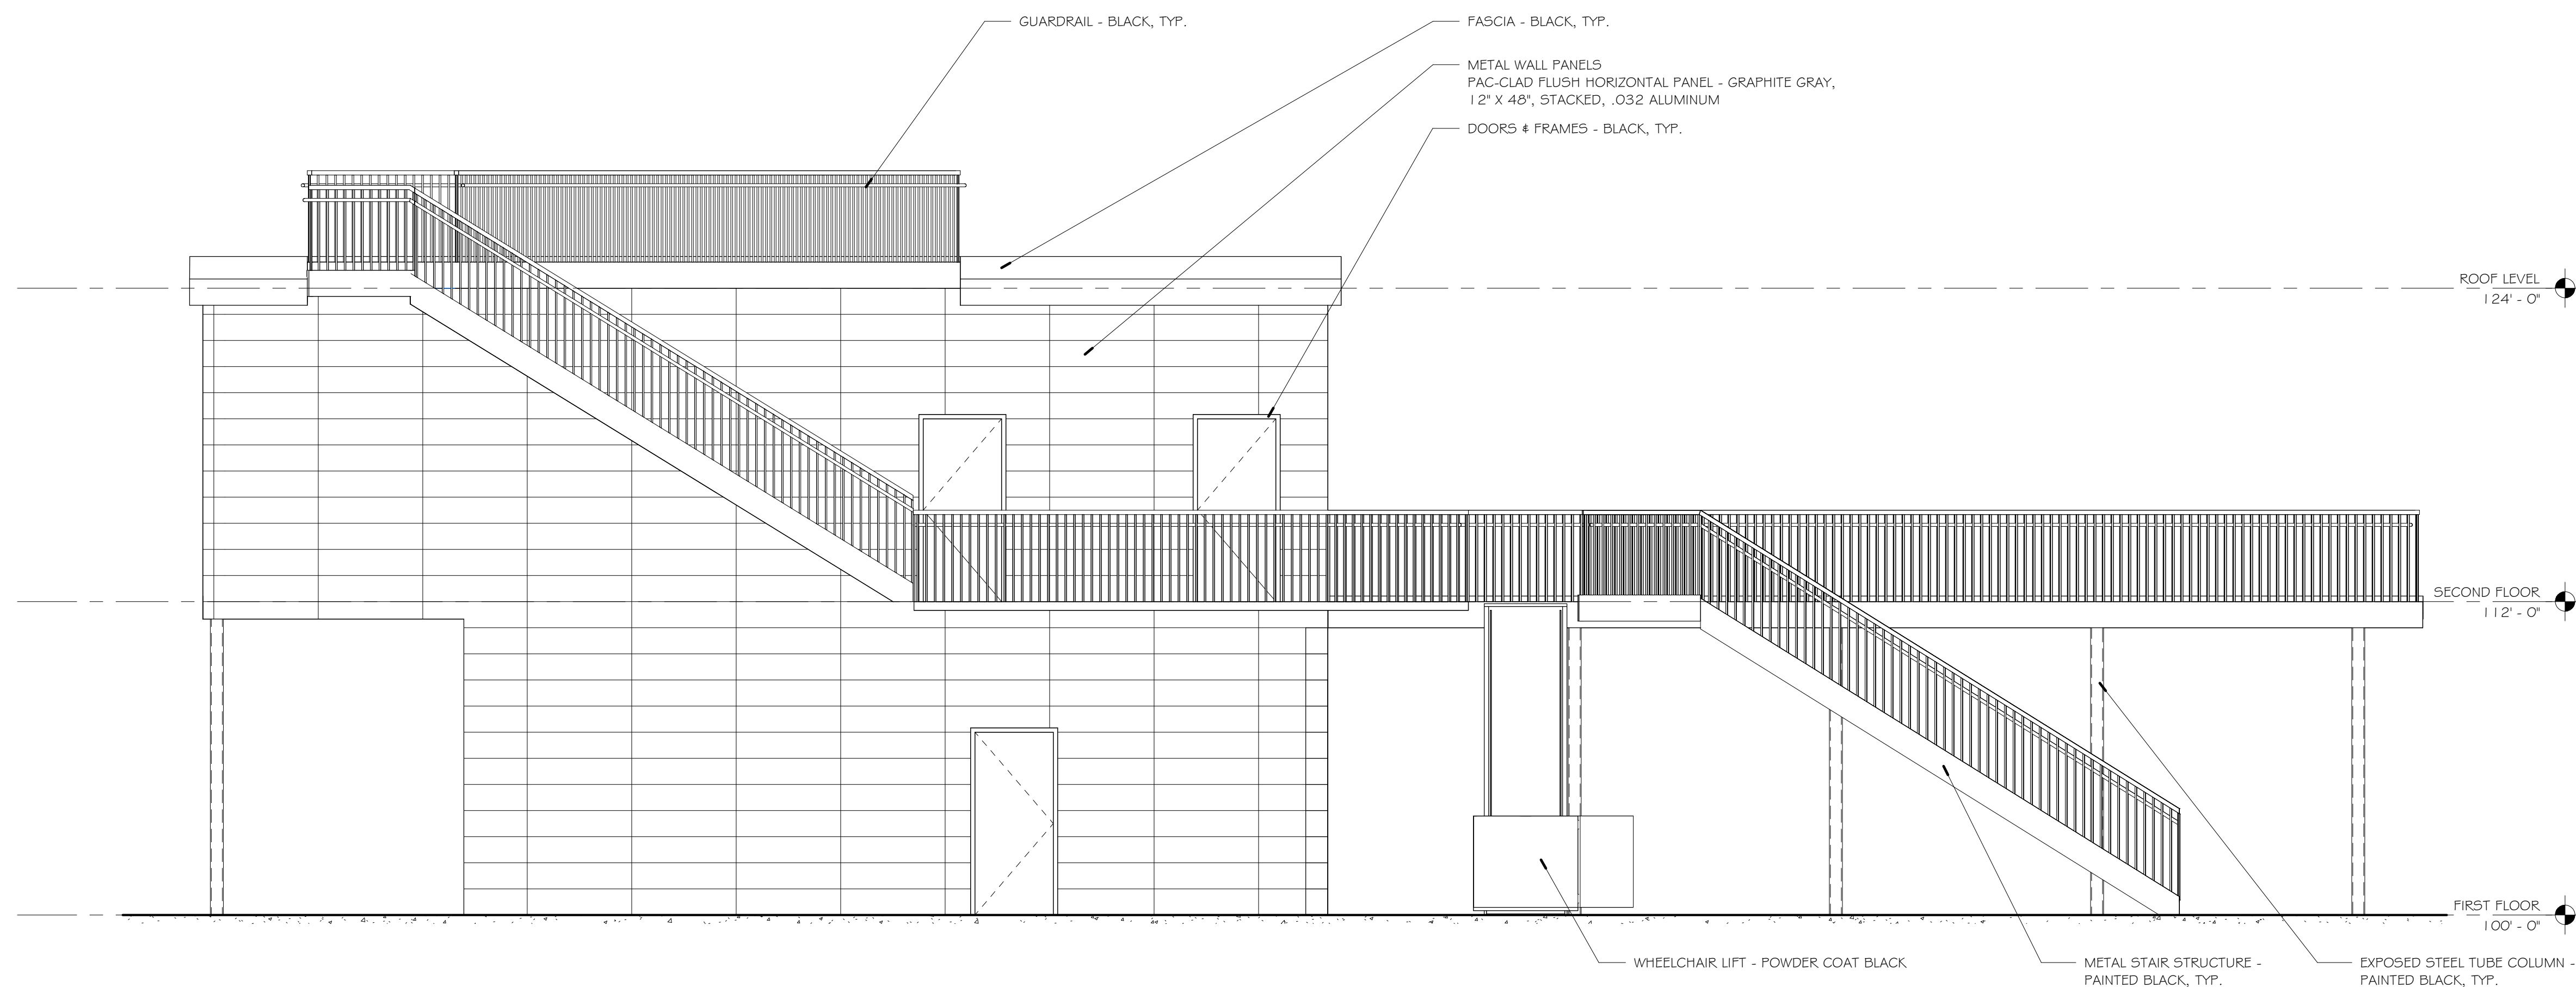 GUARDRAIL - BLACK, TYP.
FASCIA - BLACK, TYP.
METAL WALL PANELS
PAC-CLAD FLUSH HORIZONTAL PANEL - GRAPHITE GRAY,
12" X 48", STACKED, .032 ALUMINUM
DOORS & FRAMES - BLACK, TYP.
ROOF LEVEL
124' - 0"
SECOND FLOOR
112' - 0"
FIRST FLOOR
100' - 0"
WHEELCHAIR LIFT - POWDER COAT BLACK
METAL STAIR STRUCTURE -
PAINTED BLACK, TYP.
EXPOSED STEEL TUBE COLUMN -
PAINTED BLACK, TYP.